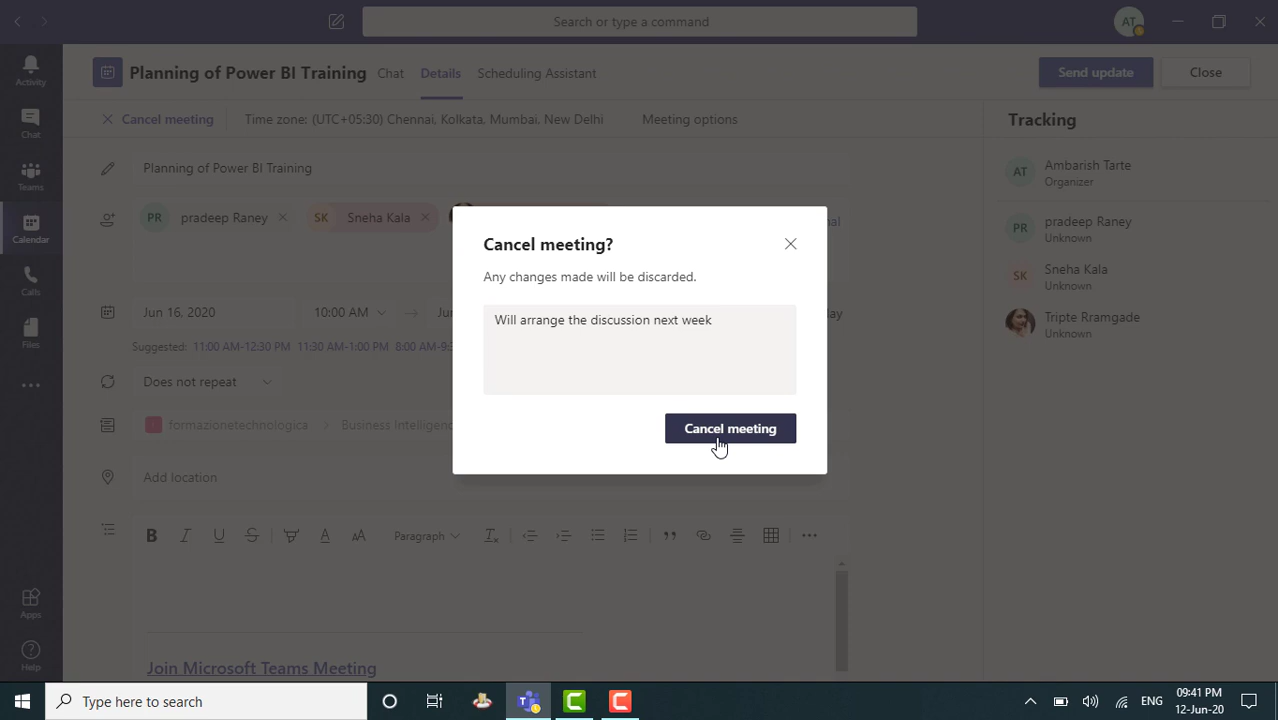 Search or type a command
AT
Activity
Chat
Teams
Calendar
Calls
Files
Apps
Help
Planning of Power BI Training
Chat
Details
Scheduling Assistant
Send update
Close
Cancel meeting
Time zone: (UTC+05:30) Chennai, Kolkata, Mumbai, New Delhi
Meeting options
Planning of Power BI Training
PR pradeep Raney
SK Sneha Kala
Jun 16, 2020
10:00 AM
Suggested: 11:00 AM-12:30 PM 11:30 AM-1:00 PM
Does not repeat
formazionetechnologica
Business Intelligenc
Add location
Paragraph
Join Microsoft Teams Meeting
Cancel meeting?
Any changes made will be discarded.
Will arrange the discussion next week
Cancel meeting
Tracking
AT Ambarish Tarte
Organizer
PR pradeep Raney
Unknown
SK Sneha Kala
Unknown
Tripte Rramgade
Unknown
Type here to search
ENG
09:41 PM
12-Jun-20